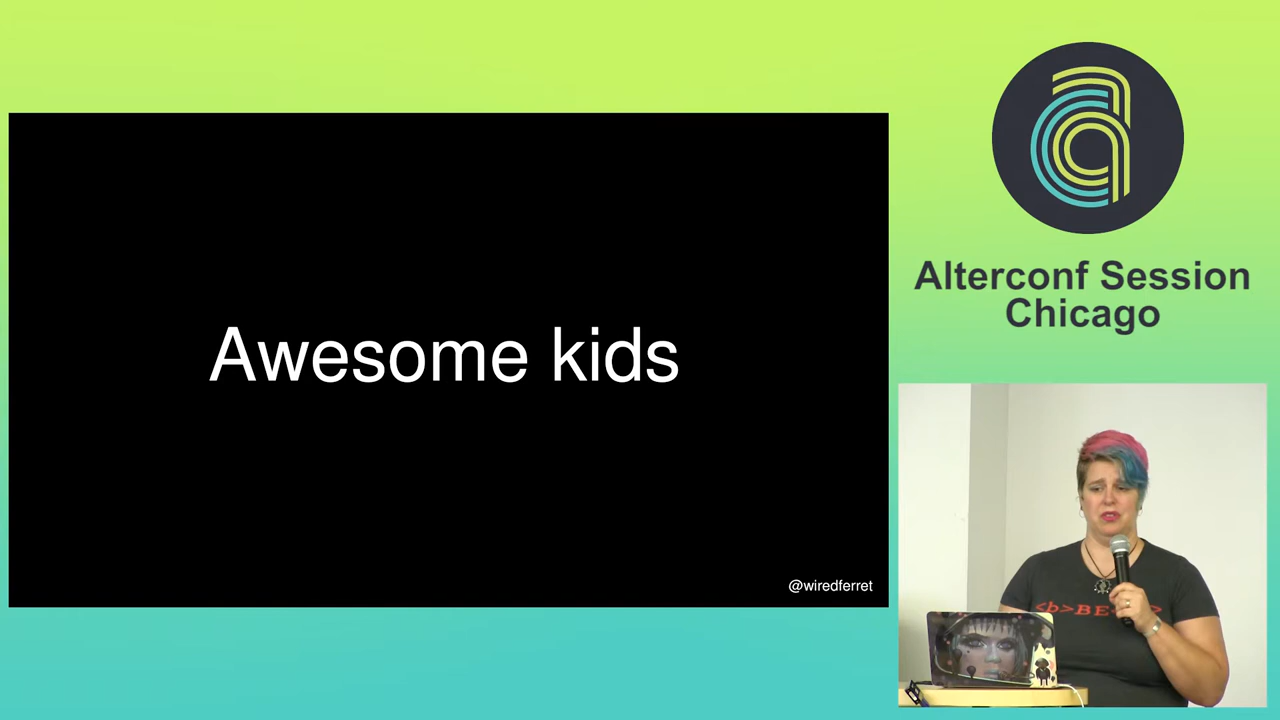 Awesome kids
@wiredferret
Alterconf Session
Chicago